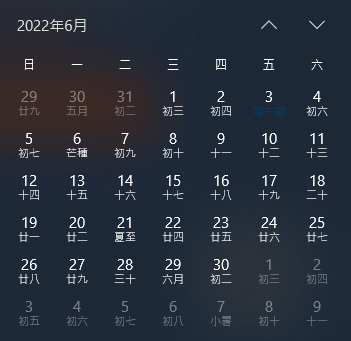 2022年6月
日 一 二 三 四 五 六
29 30 31 1 2 3 4
廿九 五月 初二 初三 初四 初六
5 6 7 8 9 10 11
初七 芒種 初九 初十 十一 十二 十三
12 13 14 15 16 17 18
十四 十五 十六 十七 十八 十九 二十
19 20 21 22 23 24 25
廿一 廿二 夏至 廿四 廿五 廿六 廿七
26 27 28 29 30 1 2
廿八 廿九 三十 六月 初二 初三 初四
3 4 5 6 7 8 9
初五 初六 初七 初八 小暑 初十 十一